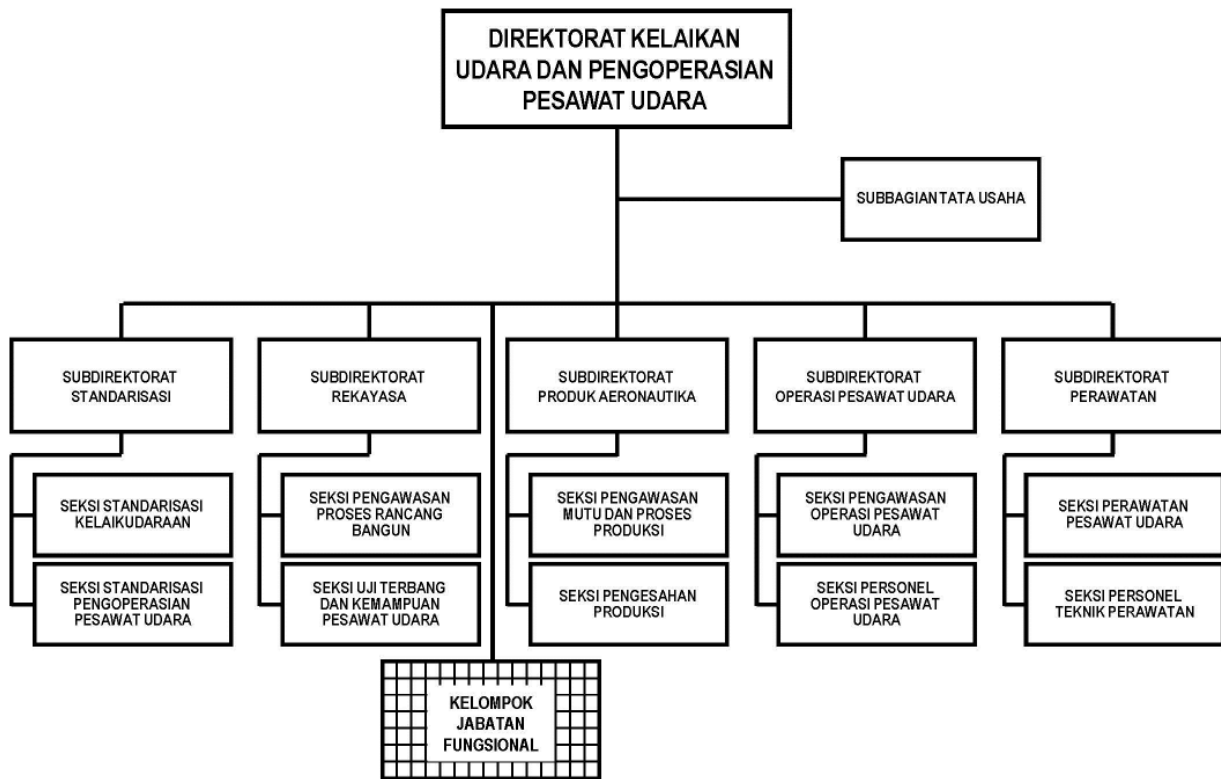 DIREKTORAT KELAIKAN
UDARA DAN PENGOPERASIAN
PESAWAT UDARA
SUBBAGIAN TATA USAHA
SUBDIREKTORAT
STANDARISASI
SUBDIREKTORAT
REKAYASA
SUBDIREKTORAT
PRODUK AERONAUTIKA
SUBDIREKTORAT
OPERASI PESAWAT UDARA
SUBDIREKTORAT
PERAWATAN
SEKSI STANDARISASI
KELAIKUDARAAN
SEKSI PENGAWASAN
PROSES RANCANG
BANGUN
SEKSI PENGAWASAN
MUTU DAN PROSES
PRODUKSI
SEKSI PENGAWASAN
OPERASI PESAWAT
UDARA
SEKSI PERAWATAN
PESAWAT UDARA
SEKSI STANDARISASI
PENGOPERASIAN
PESAWAT UDARA
SEKSI UJI TERBANG
DAN KEMAMPUAN
PESAWAT UDARA
SEKSI PENGESAHAN
PRODUKSI
SEKSI PERSONEL
OPERASI PESAWAT
UDARA
SEKSI PERSONEL
TEKNIK PERAWATAN
KELOMPOK
JABATAN
FUNGSIONAL